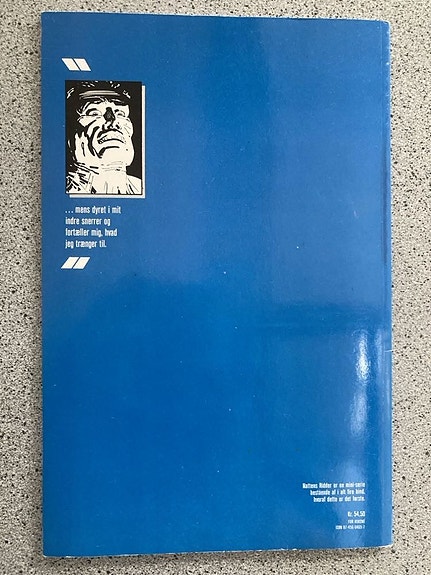 ... mens dyret i mit
indre snerrer og
fortæller mig, hvad
jeg trænger til.
Nattens Ridder er en mini-serie
bestående af i alt fire bind,
hvoraf dette er det første.
Kr. 54,50